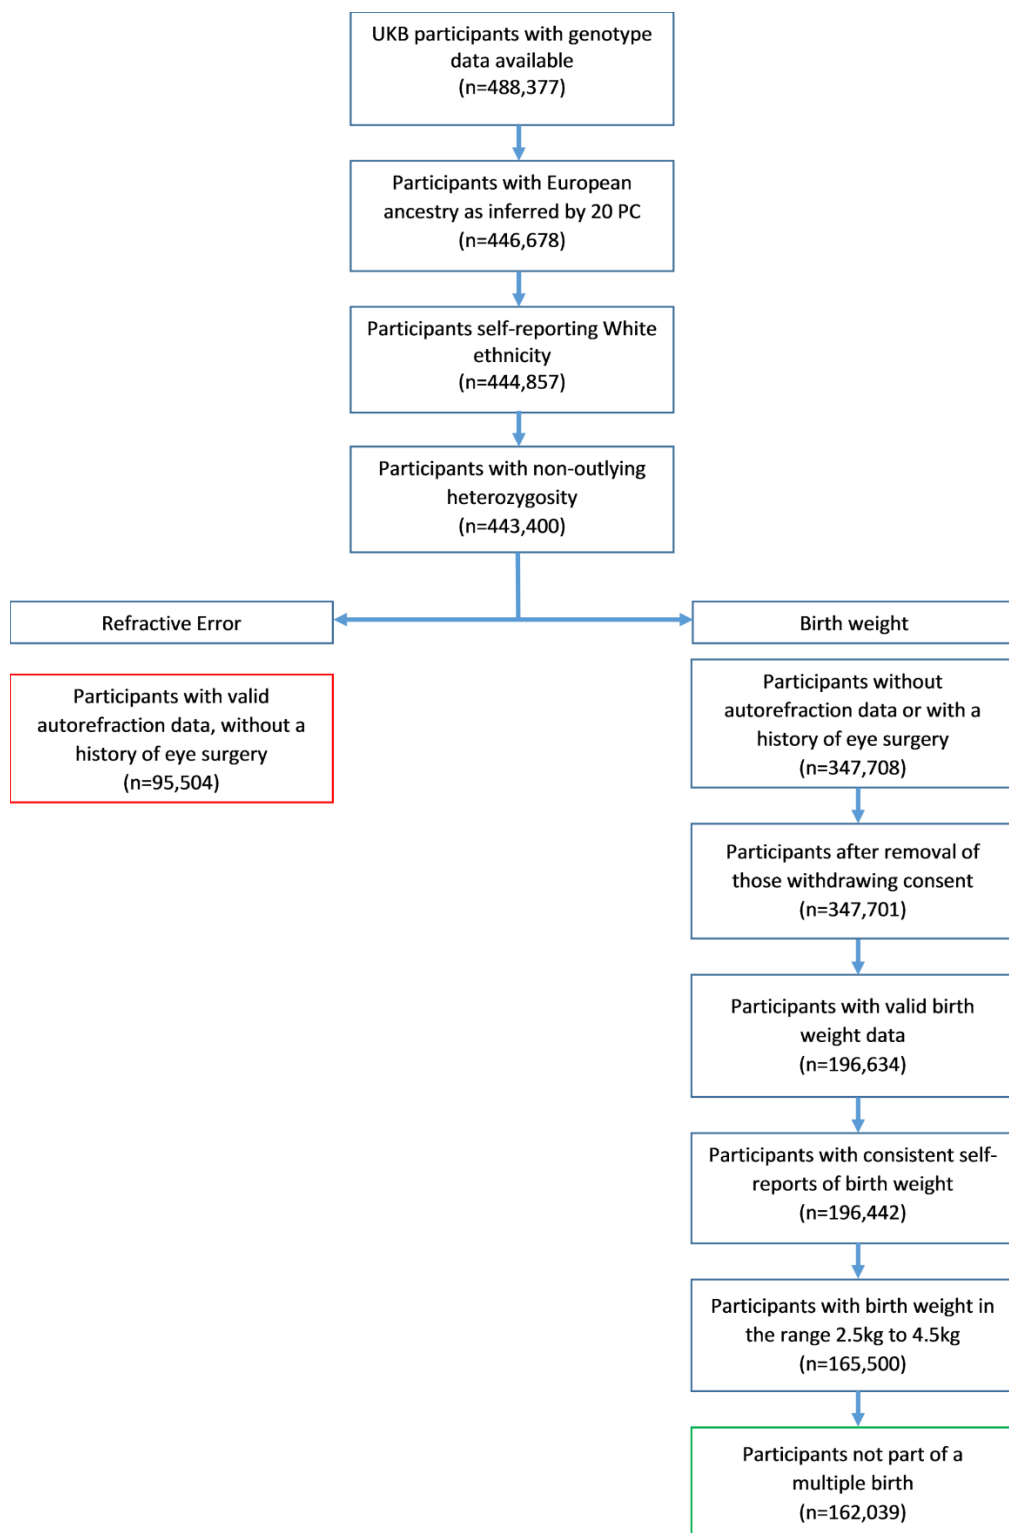 UKB participants with genotype
data available
(n=488,377)
Participants with European
ancestry as inferred by 20 PC
(n=446,678)
Participants self-reporting White
ethnicity
(n=444,857)
Participants with non-outlying
heterozygosity
(n=443,400)
Refractive Error
Participants with valid
autorefraction data, without a
history of eye surgery
(n=95,504)
Birth weight
Participants without
autorefraction data or with a
history of eye surgery
(n=347,708)
Participants after removal of
those withdrawing consent
(n=347,701)
Participants with valid birth
weight data
(n=196,634)
Participants with consistent self-
reports of birth weight
(n=196,442)
Participants with birth weight in
the range 2.5kg to 4.5kg
(n=165,500)
Participants not part of a
multiple birth
(n=162,039)